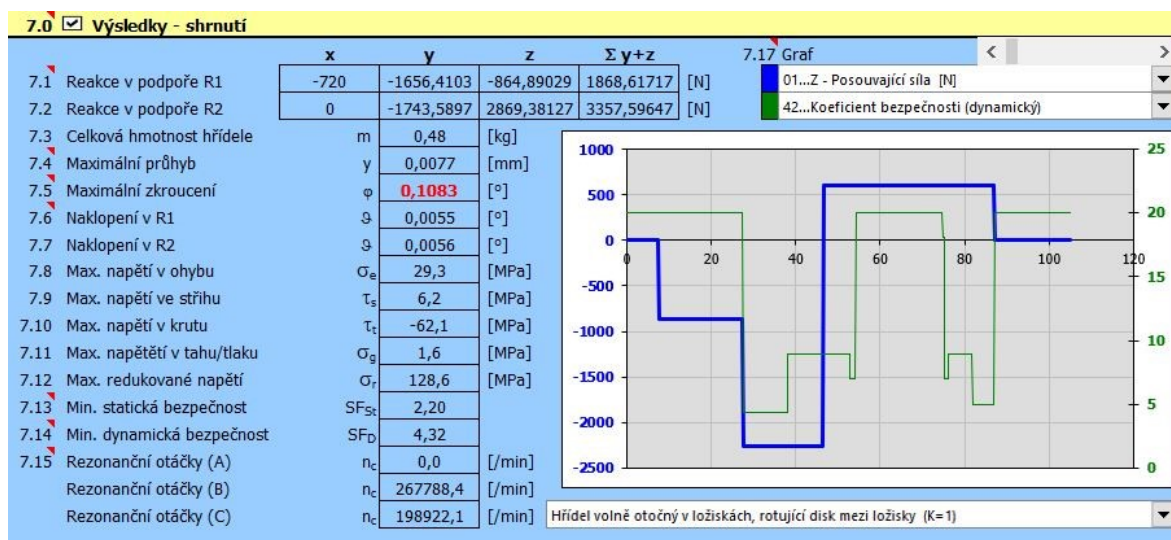 7.0 Výsledky - shrnutí
x y z Σ y+z 7.17 Graf
7.1 Reakce v podpoře R1 -720 -1656,4103 -864,89029 1868,61717 [N] 01...Z - Posouvající síla [N]
7.2 Reakce v podpoře R2 0 -1743,5897 2869,38127 3357,59647 [N] 42...Koeficient bezpečnosti (dynamický)
7.3 Celková hmotnost hřídele m 0,48 [kg]
7.4 Maximální průhyb y 0,0077 [mm]
7.5 Maximální zkroucení φ 0,1083 [°]
7.6 Naklopení v R1 ϑ 0,0055 [°]
7.7 Naklopení v R2 ϑ 0,0056 [°]
7.8 Max. napětí v ohybu σe 29,3 [MPa]
7.9 Max. napětí ve střihu τs 6,2 [MPa]
7.10 Max. napětí v krutu τt -62,1 [MPa]
7.11 Max. napětětí v tahu/tlaku σg 1,6 [MPa]
7.12 Max. redukované napětí σr 128,6 [MPa]
7.13 Min. statická bezpečnost SFSt 2,20
7.14 Min. dynamická bezpečnost SFD 4,32
7.15 Rezonanční otáčky (A) nc 0,0 [/min]
Rezonanční otáčky (B) nc 267788,4 [/min]
Rezonanční otáčky (C) nc 198922,1 [/min] Hřídel volně otočný v ložiskách, rotující disk mezi ložisky (K=1)
1000
500
0
-500
-1000
-1500
-2000
-2500
0 20 40 60 80 100 120
25
20
15
10
5
0